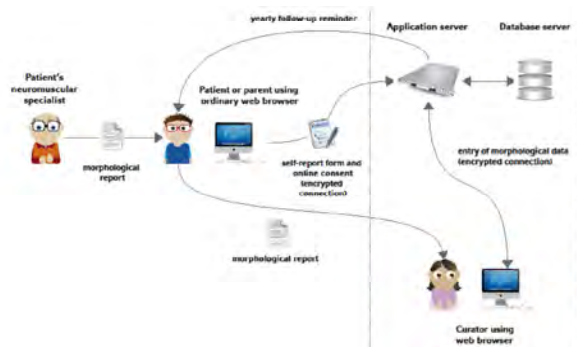 yearly follow-up reminder
Application server
Database server
Patient's
neuromuscular
specialist
Patient or parent using
ordinary web browser
morphological
report
self-report form and
online consent
(encrypted
connection)
entry of morphological data
(encrypted connection)
morphological report
Curator using
web browser